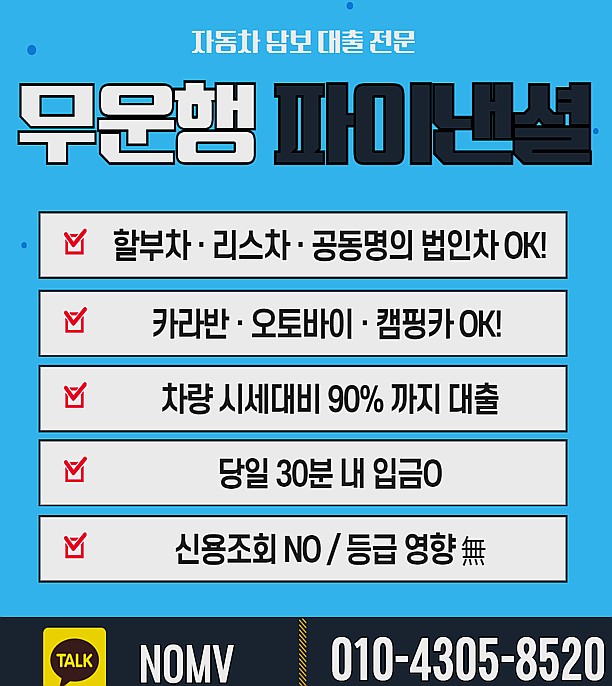 자동차 담보 대출 전문
무운행 파이낸셜
할부차 · 리스차 · 공동명의 법인차 OK!
카라반 · 오토바이 · 캠핑카 OK!
차량 시세대비 90% 까지 대출
당일 30분 내 입금O
신용조회 NO / 등급 영향 無
TALK NOMV 010-4305-8520